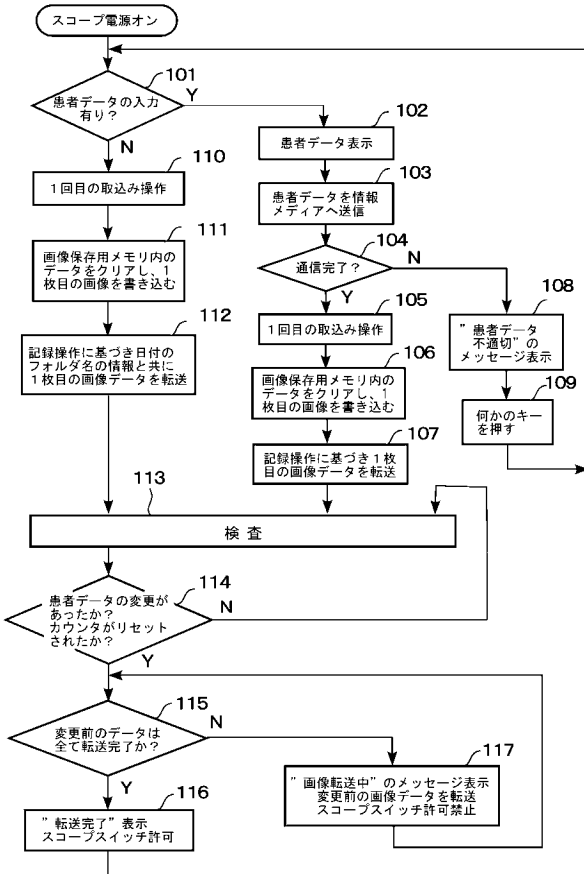 スコープ電源オン
101
患者データの入力
有り?
Y
N
102
患者データ表示
103
患者データを情報
メディアへ送信
104
通信完了?
N
Y
110
1回目の取込み操作
111
画像保存用メモリ内の
データをクリアし、1
枚目の画像を書き込む
112
記録操作に基づき日付の
フォルダ名の情報と共に
1枚目の画像データを転送
105
1回目の取込み操作
106
画像保存用メモリ内の
データをクリアし、1
枚目の画像を書き込む
107
記録操作に基づき1枚
目の画像データを転送
108
"患者データ
不適切"の
メッセージ表示
109
何かのキー
を押す
113
検 査
114
患者データの変更が
あったか?
カウンタがリセット
されたか?
N
Y
115
変更前のデータは
全て転送完了か?
N
Y
116
"転送完了"表示
スコープスイッチ許可
117
"画像転送中"のメッセージ表示
変更前の画像データを転送
スコープスイッチ許可禁止